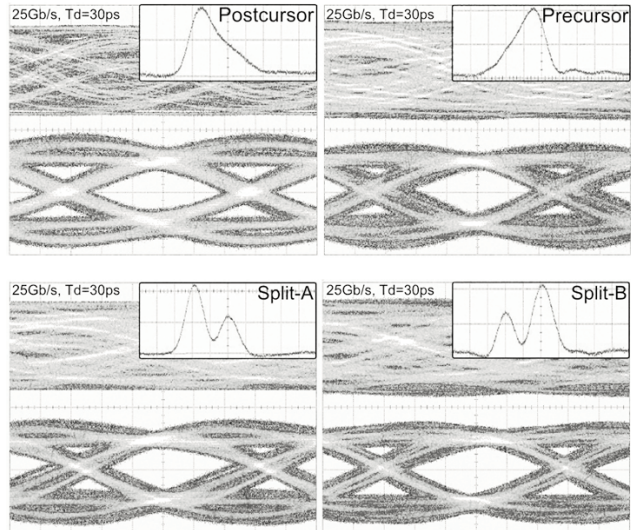 25Gb/s, Td=30ps
Postcursor
25Gb/s, Td=30ps
Precursor
25Gb/s, Td=30ps
Split-A
25Gb/s, Td=30ps
Split-B